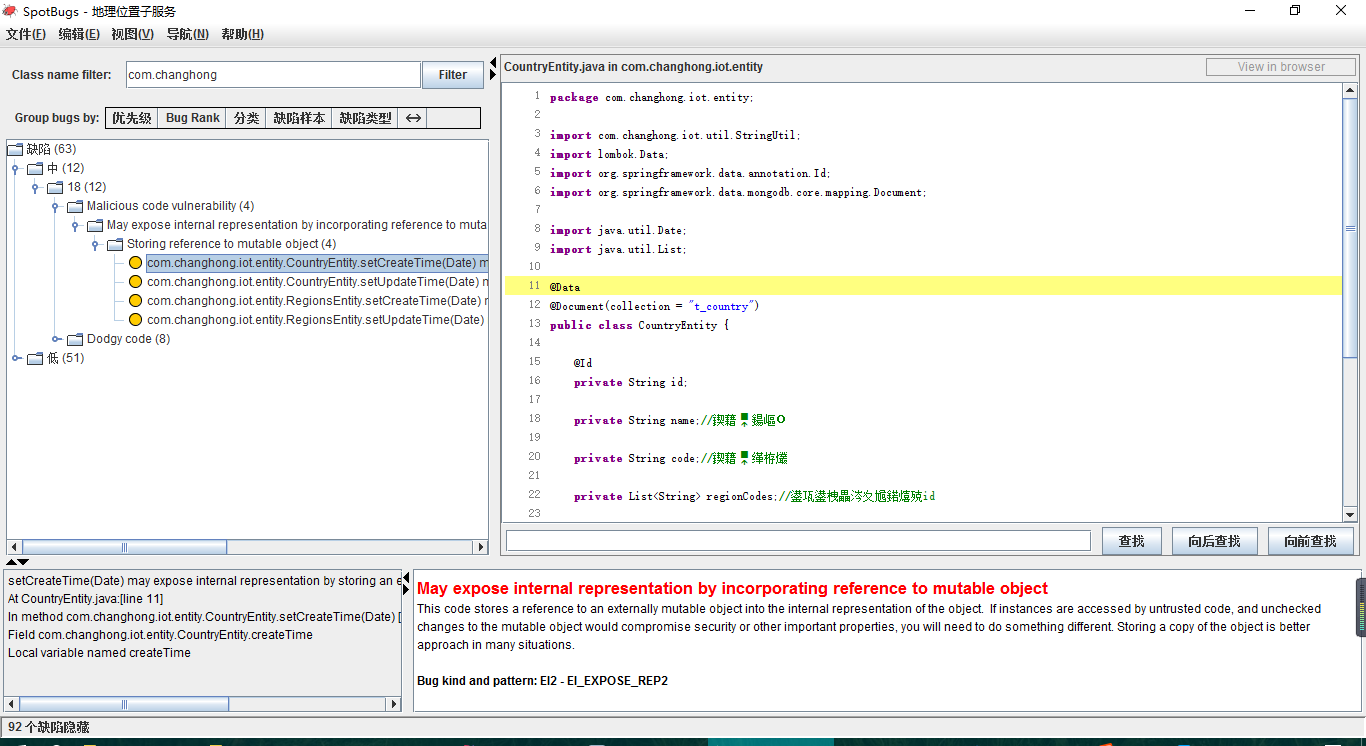 SpotBugs - 地理位置子服务
文件(F) 编辑(E) 视图(V) 导航(N) 帮助(H)
Class name filter: com.changhong Filter
Group bugs by: 优先级 Bug Rank 分类 缺陷样本 缺陷类型 ↔
缺陷 (63)
中 (12)
18 (12)
Malicious code vulnerability (4)
May expose internal representation by incorporating reference to muta
Storing reference to mutable object (4)
com.changhong.iot.entity.CountryEntity.setCreateTime(Date) m
com.changhong.iot.entity.CountryEntity.setUpdateTime(Date) m
com.changhong.iot.entity.RegionsEntity.setCreateTime(Date) m
com.changhong.iot.entity.RegionsEntity.setUpdateTime(Date)
Dodgy code (8)
低 (51)
CountryEntity.java in com.changhong.iot.entity
View in browser
1 package com.changhong.iot.entity;
2
3 import com.changhong.iot.util.StringUtil;
4 import lombok.Data;
5 import org.springframework.data.annotation.Id;
6 import org.springframework.data.mongodb.core.mapping.Document;
7
8 import java.util.Date;
9 import java.util.List;
10
11 @Data
12 @Document(collection = "t_country")
13 public class CountryEntity {
14
15 @Id
16 private String id;
17
18 private String name;//
19
20 private String code;//
21
22 private List<String> regionCodes;//
23
查找 向后查找 向前查找
setCreateTime(Date) may expose internal representation by storing an e
At CountryEntity.java:[line 11]
In method com.changhong.iot.entity.CountryEntity.setCreateTime(Date) [
Field com.changhong.iot.entity.CountryEntity.createTime
Local variable named createTime
May expose internal representation by incorporating reference to mutable object
This code stores a reference to an externally mutable object into the internal representation of the object. If instances are accessed by untrusted code, and unchecked
changes to the mutable object would compromise security or other important properties, you will need to do something different. Storing a copy of the object is better
approach in many situations.
Bug kind and pattern: EI2 - EI_EXPOSE_REP2
92 个缺陷隐藏